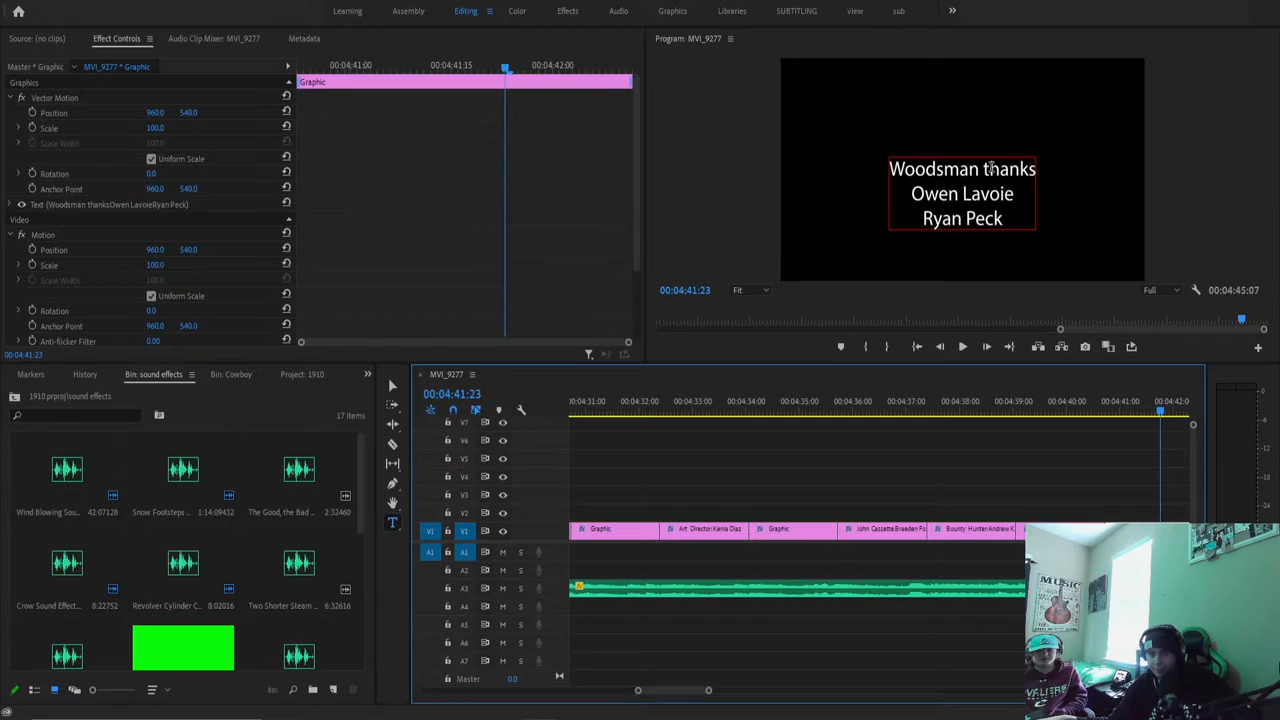 Learning Assembly Editing Color Effects Audio Graphics Libraries SUBTITLING view sub
Source: (no clips) Effect Controls Audio Clip Mixer: MVI_9277 Metadata
Master * Graphic MVI_9277 * Graphic
00:04:41:00 00:04:41:15 00:04:42:00
Graphics
Graphic
Vector Motion
Position 960.0 540.0
Scale 100.0
Scale Width 100.0
Uniform Scale
Rotation 0.0
Anchor Point 960.0 540.0
Text (Woodsman thanksOwen LavoieRyan Peck)
Video
Motion
Position 960.0 540.0
Scale 100.0
Scale Width 100.0
Uniform Scale
Rotation 0.0
Anchor Point 960.0 540.0
Anti-flicker Filter 0.00
00:04:41:23
Program: MVI_9277
Woodsman thanks
Owen Lavoie
Ryan Peck
00:04:41:23 Fit Full 00:04:45:07
Markers History Bin: sound effects Bin: Cowboy Project: 1910
1910.prproj\sound effects
17 Items
Wind Blowing Sou... 42:07128 Snow Footsteps ... 1:14:09432 The Good, the Bad ... 2:32460
Crow Sound Effect... 8:22752 Revolver Cylinder C... 8:02016 Two Shorter Steam ... 6:32616
MVI_9277
00:04:41:23
00:04:31:00 00:04:32:00 00:04:33:00 00:04:34:00 00:04:35:00 00:04:36:00 00:04:37:00 00:04:38:00 00:04:39:00 00:04:40:00 00:04:41:00 00:04:42:0
V7
V6
V5
V4
V3
V2
V1 V1 Graphic Art Director:Kenia Diaz Graphic John Cassette:Breeden Fo Bounty Hunter:Andrew K
A1 A1 M S
A2 M S
A3 M S
A4 M S
A5 M S
A6 M S
A7 M S
Master 0.0
0
-6
-12
-18
-24
MUSIC